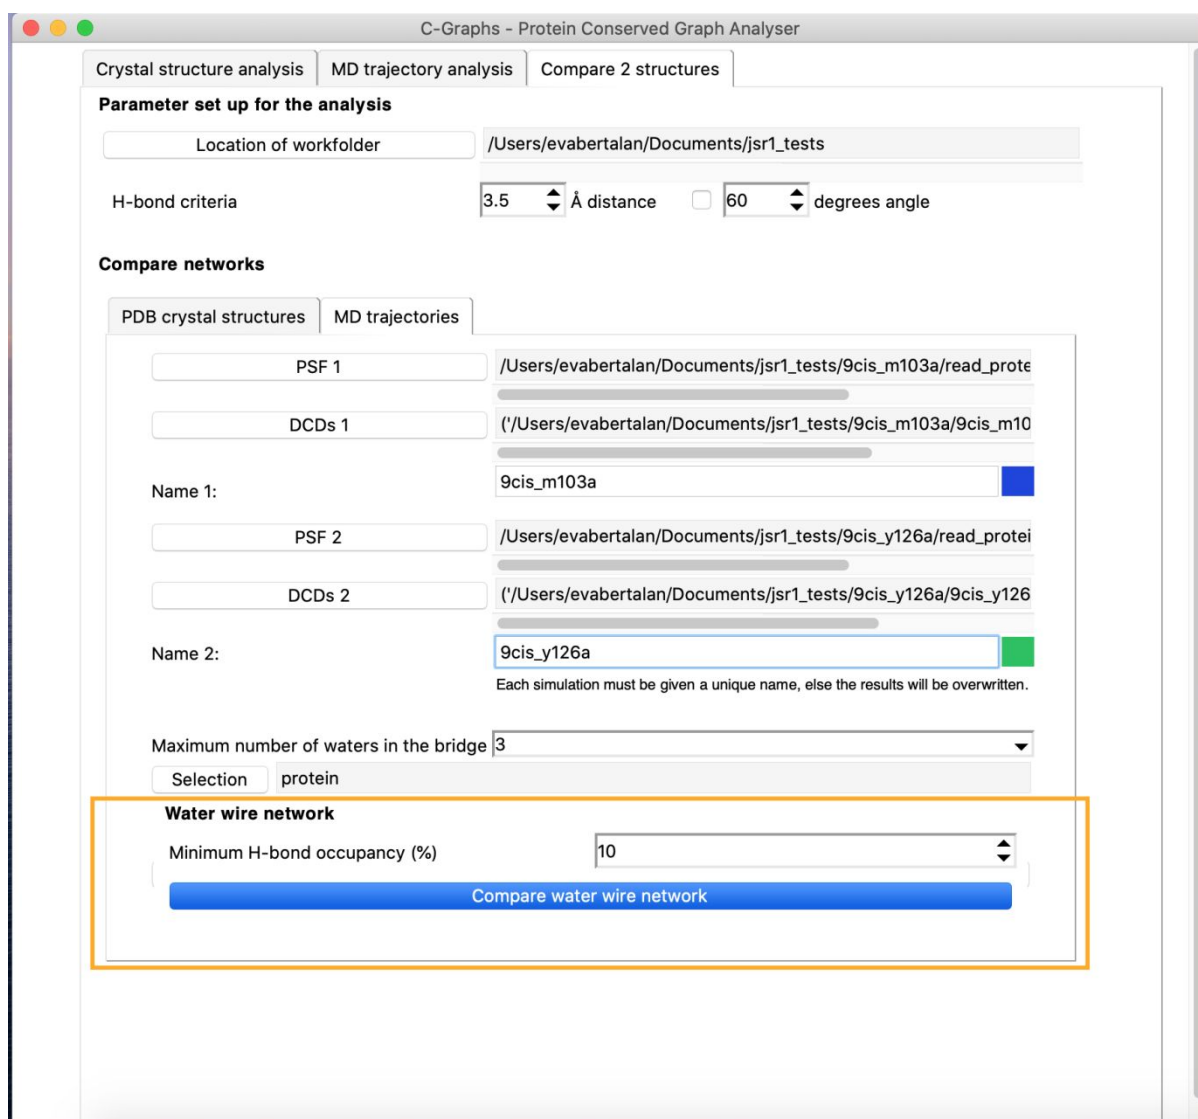 C-Graphs - Protein Conserved Graph Analyser
Crystal structure analysis MD trajectory analysis Compare 2 structures
Parameter set up for the analysis
Location of workfolder /Users/evabertalan/Documents/jsr1_tests
H-bond criteria 3.5 Å distance 60 degrees angle
Compare networks
PDB crystal structures MD trajectories
PSF 1 /Users/evabertalan/Documents/jsr1_tests/9cis_m103a/read_prote
DCDs 1 ('/Users/evabertalan/Documents/jsr1_tests/9cis_m103a/9cis_m10
Name 1: 9cis_m103a
PSF 2 /Users/evabertalan/Documents/jsr1_tests/9cis_y126a/read_protei
DCDs 2 ('/Users/evabertalan/Documents/jsr1_tests/9cis_y126a/9cis_y126
Name 2: 9cis_y126a
Each simulation must be given a unique name, else the results will be overwritten.
Maximum number of waters in the bridge 3
Selection protein
Water wire network
Minimum H-bond occupancy (%) 10
Compare water wire network